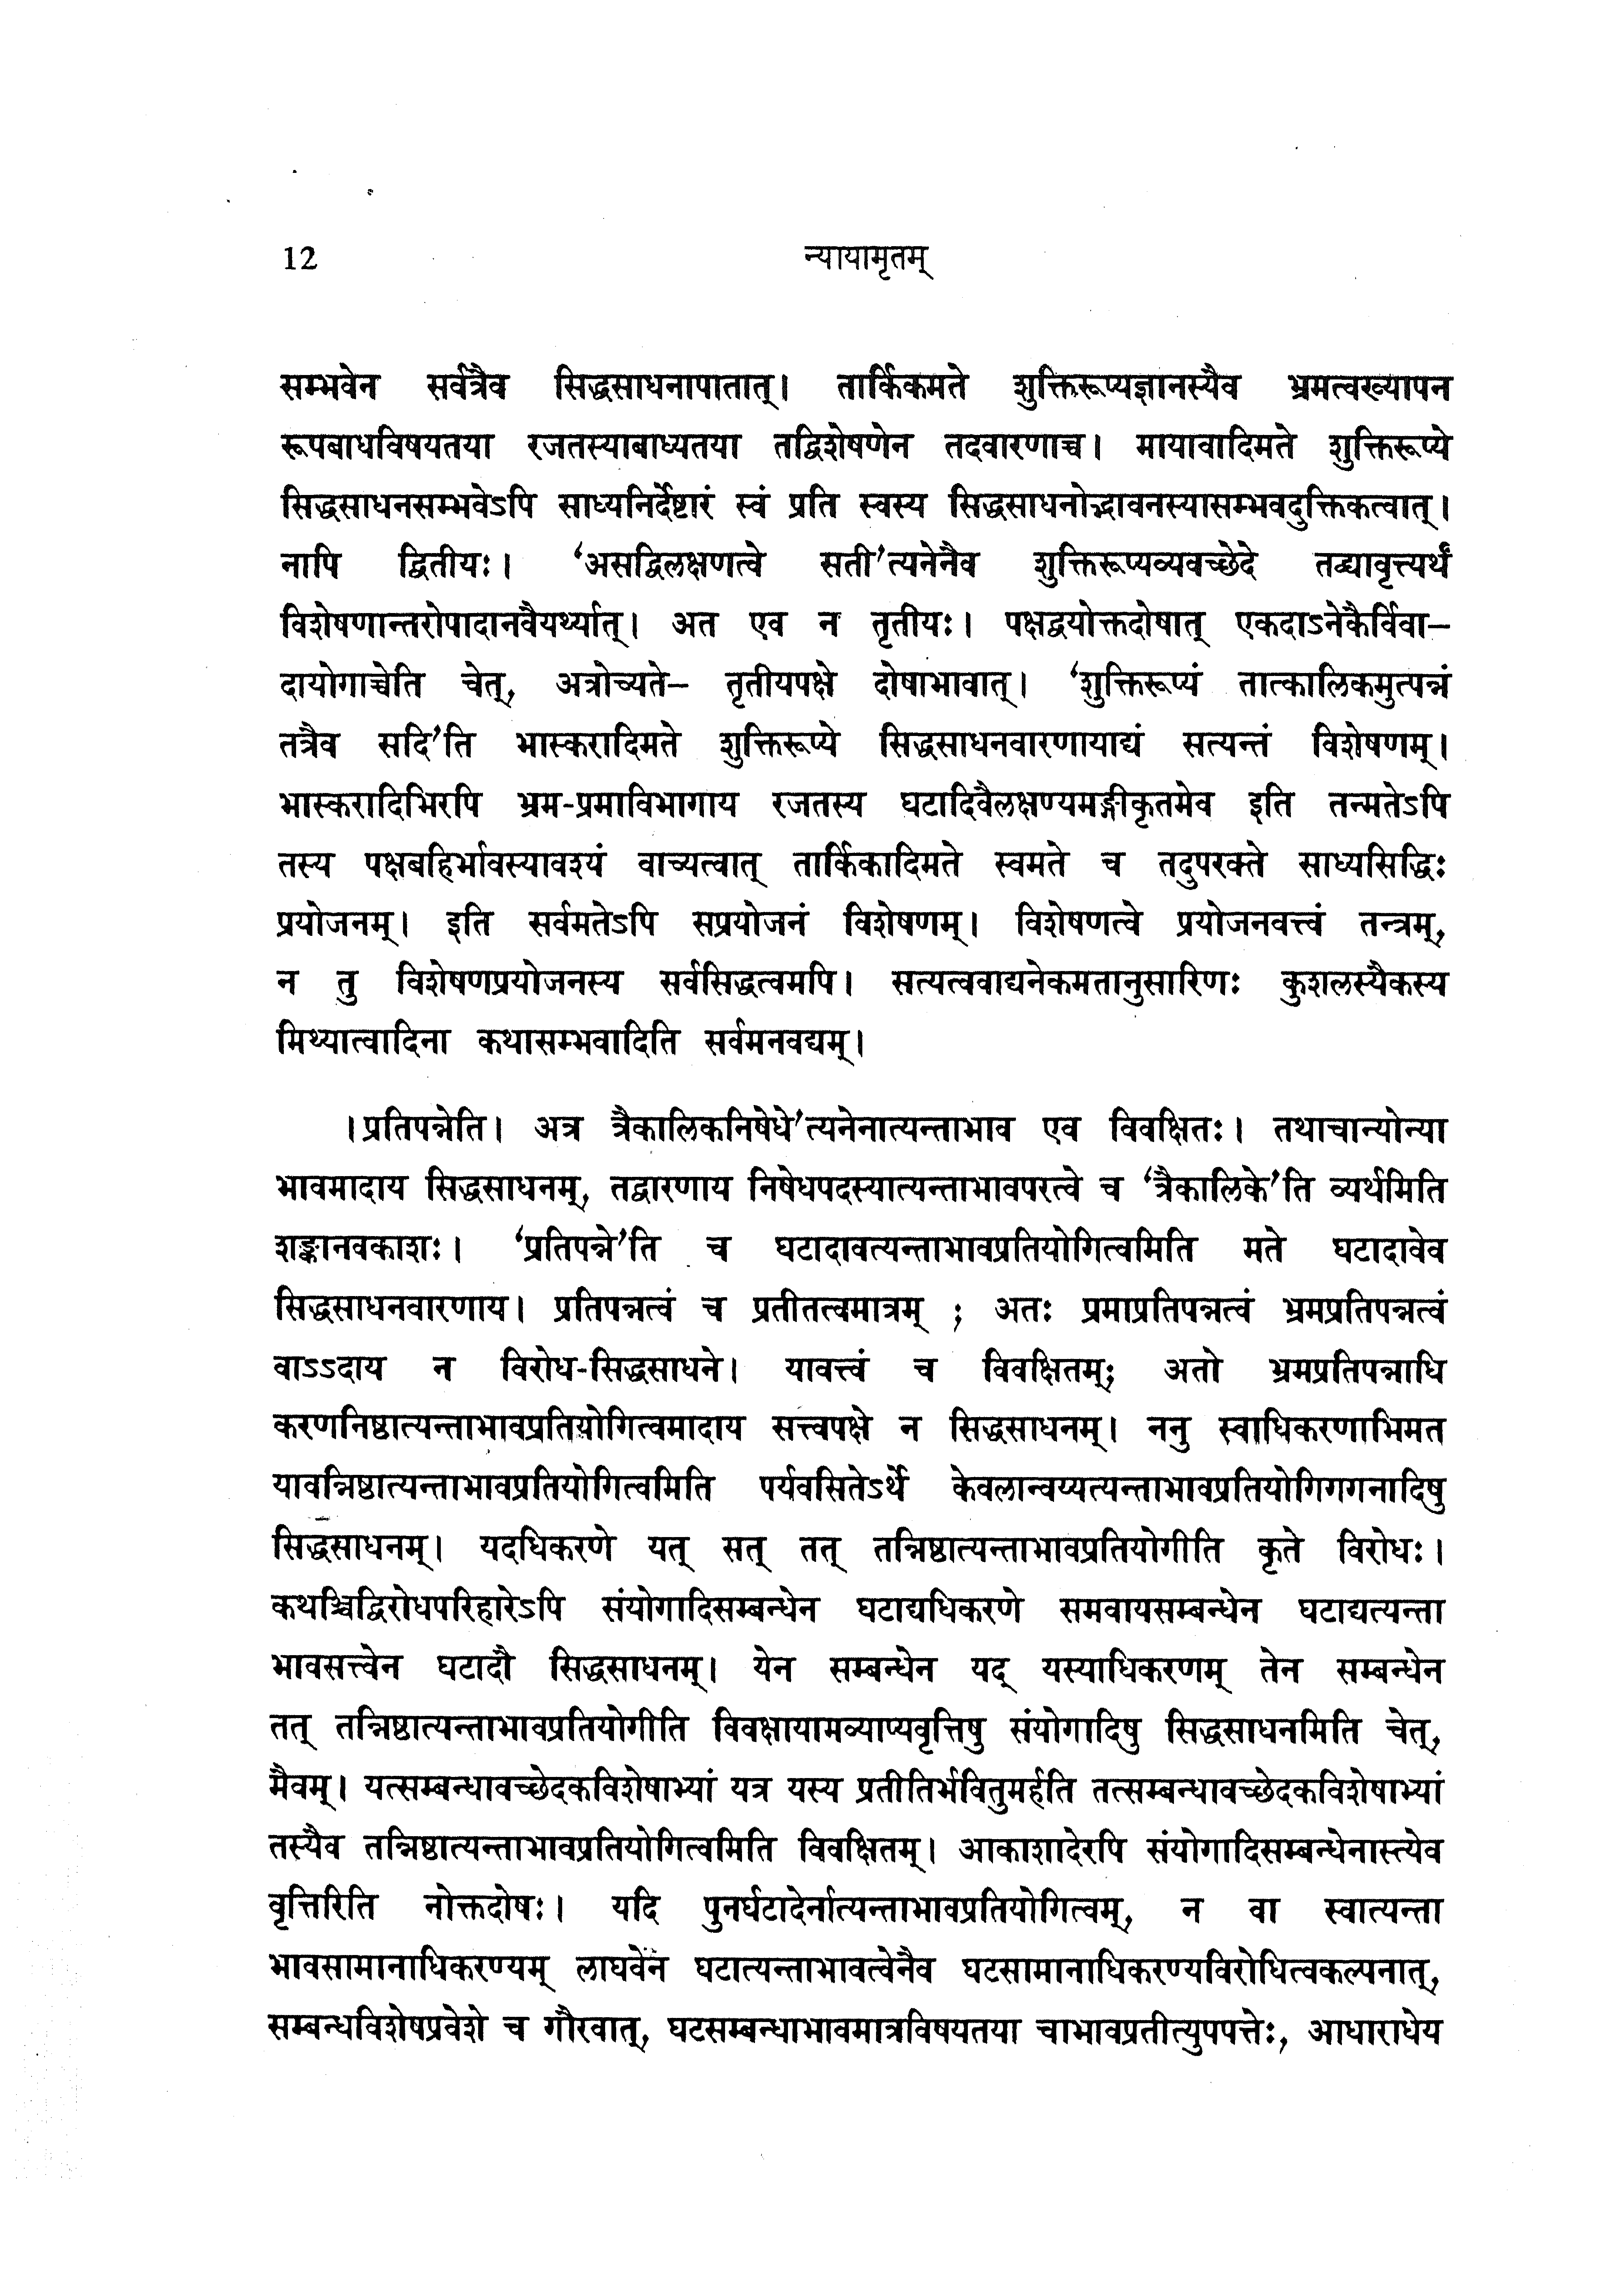 12
न्यायामृतम्
सम्भवेन सर्वत्रैव सिद्धसाधनापातात्। तार्किकमते शुक्तिरूप्यज्ञानस्यैव भ्रमत्वख्यापन
रूपबाधविषयतया रजतस्याबाध्यतया तद्विशेषणेन तदवारणाच्च। मायावादिमते शुक्तिरूप्ये
सिद्धसाधनसम्भवेऽपि साध्यनिर्देष्टारं स्वं प्रति स्वस्य सिद्धसाधनोद्भावनस्यासम्भवदुक्तिकत्वात्।
नापि द्वितीयः। ‘असद्विलक्षणत्वे सती’त्यनेनैव शुक्तिरूप्यव्यवच्छेदे तद्व्यावृत्त्यर्थं
विशेषणान्तरोपादानवैयर्थ्यात्। अत एव न तृतीयः। पक्षद्वयोक्तदोषात् एकदाऽनेकैर्विवा–
दायोगाच्चेति चेत्, अत्रोच्यते– तृतीयपक्षे दोषाभावात्। ‘शुक्तिरूप्यं तात्कालिकमुत्पन्नं
तत्रैव सदि’ति भास्करादिमते शुक्तिरूप्ये सिद्धसाधनवारणायाद्यं सत्यन्तं विशेषणम्।
भास्करादिभिरपि भ्रम-प्रमाविभागाय रजतस्य घटादिवैलक्षण्यमङ्गीकृतमेव इति तन्मतेऽपि
तस्य पक्षबहिर्भावस्यावश्यं वाच्यत्वात् तार्किकादिमते स्वमते च तदुपरक्ते साध्यसिद्धिः
प्रयोजनम्। इति सर्वमतेऽपि सप्रयोजनं विशेषणम्। विशेषणत्वे प्रयोजनवत्त्वं तन्त्रम्,
न तु विशेषणप्रयोजनस्य सर्वसिद्धत्वमपि। सत्यत्ववाद्यनेकमतानुसारिणः कुशलस्यैकस्य
मिथ्यात्वादिना कथासम्भवादिति सर्वमनवद्यम्।
।प्रतिपन्नेति। अत्र त्रैकालिकनिषेधे’त्यनेनात्यन्ताभाव एव विवक्षितः। तथाचान्योन्या
भावमादाय सिद्धसाधनम्, तद्वारणाय निषेधपदस्यात्यन्ताभावपरत्वे च ‘त्रैकालिके’ति व्यर्थमिति
शङ्कानवकाशः। ‘प्रतिपन्ने’ति च घटादावत्यन्ताभावप्रतियोगित्वमिति मते घटादावेव
सिद्धसाधनवारणाय। प्रतिपन्नत्वं च प्रतीतत्वमात्रम् ; अतः प्रमाप्रतिपन्नत्वं भ्रमप्रतिपन्नत्वं
वाऽऽदाय न विरोध-सिद्धसाधने। यावत्त्वं च विवक्षितम्; अतो भ्रमप्रतिपन्नाधि
करणनिष्ठात्यन्ताभावप्रतियोगित्वमादाय सत्त्वपक्षे न सिद्धसाधनम्। ननु स्वाधिकरणाभिमत
यावन्निष्ठात्यन्ताभावप्रतियोगित्वमिति पर्यवसितेऽर्थे केवलान्वय्यत्यन्ताभावप्रतियोगिगगनादिषु
सिद्धसाधनम्। यदधिकरणे यत् सत् तत् तन्निष्ठात्यन्ताभावप्रतियोगीति कृते विरोधः।
कथञ्चिद्विरोधपरिहारेऽपि संयोगादिसम्बन्धेन घटाद्यधिकरणे समवायसम्बन्धेन घटाद्यत्यन्ता
भावसत्त्वेन घटादौ सिद्धसाधनम्। येन सम्बन्धेन यद् यस्याधिकरणम् तेन सम्बन्धेन
तत् तन्निष्ठात्यन्ताभावप्रतियोगीति विवक्षायामव्याप्यवृत्तिषु संयोगादिषु सिद्धसाधनमिति चेत्,
मैवम्। यत्सम्बन्धावच्छेदकविशेषाभ्यां यत्र यस्य प्रतीतिर्भवितुमर्हति तत्सम्बन्धावच्छेदकविशेषाभ्यां
तस्यैव तन्निष्ठात्यन्ताभावप्रतियोगित्वमिति विवक्षितम्। आकाशादेरपि संयोगादिसम्बन्धेनास्त्येव
वृत्तिरिति नोक्तदोषः। यदि पुनर्घटादेर्नात्यन्ताभावप्रतियोगित्वम्, न वा स्वात्यन्ता
भावसामानाधिकरण्यम् लाघवेन घटात्यन्ताभावत्वेनैव घटसामानाधिकरण्यविरोधित्वकल्पनात्,
सम्बन्धविशेषप्रवेशे च गौरवात्, घटसम्बन्धाभावमात्रविषयतया चाभावप्रतीत्युपपत्तेः, आधाराधेय